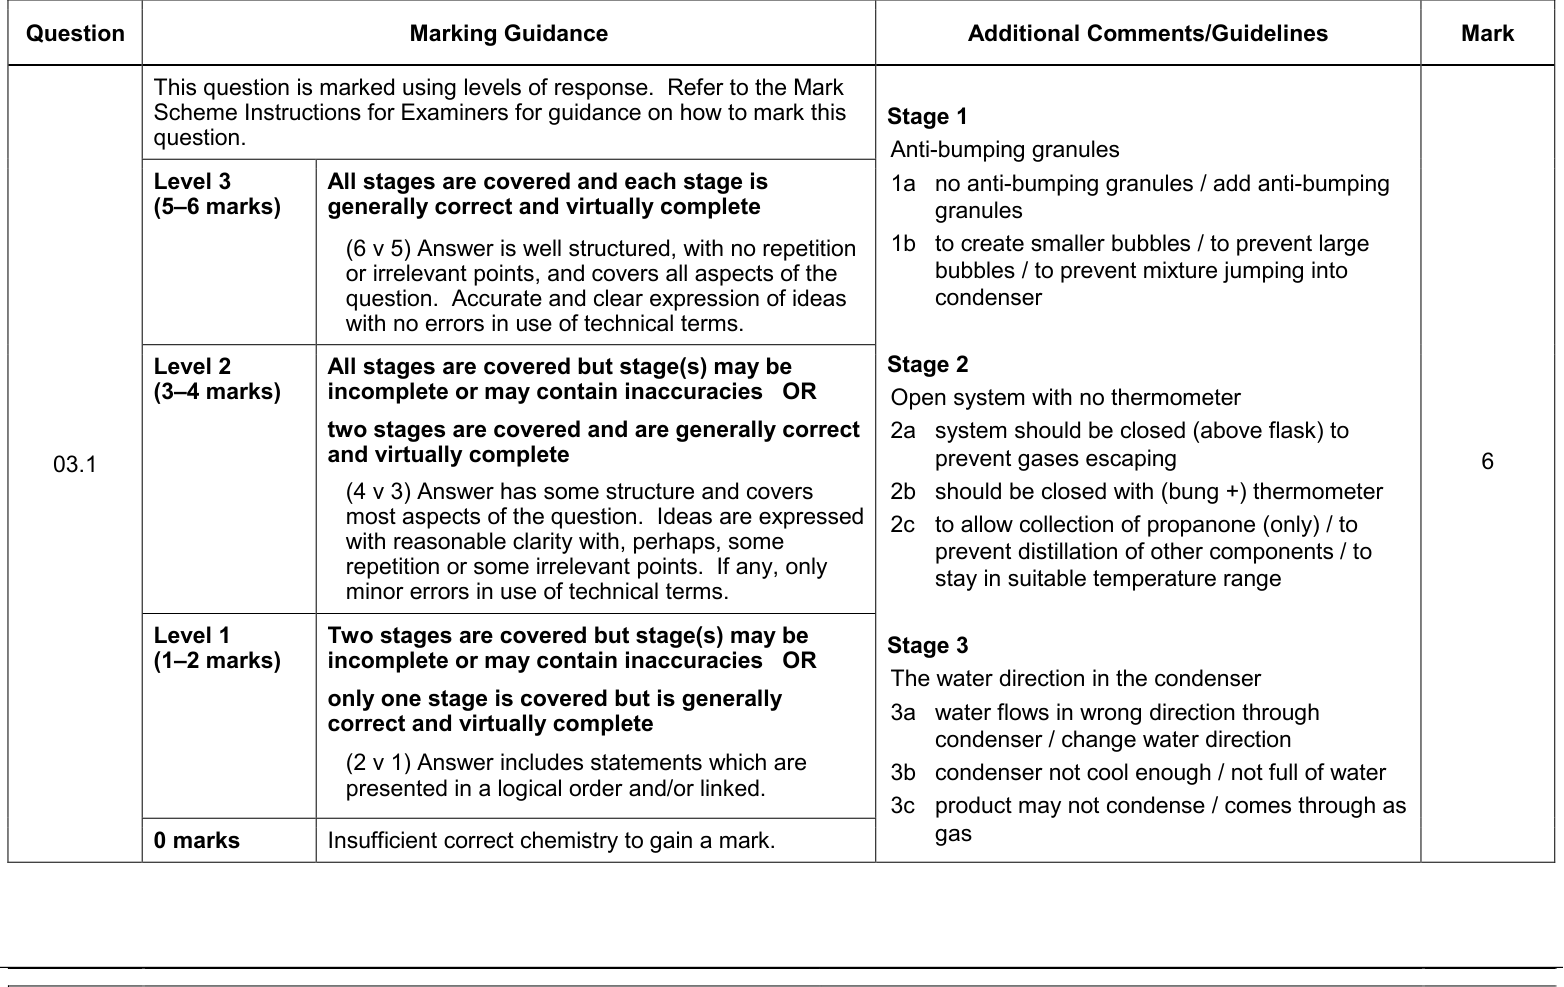 Question Marking Guidance Additional Comments/Guidelines Mark
03.1
This question is marked using levels of response.  Refer to the Mark
Scheme Instructions for Examiners for guidance on how to mark this
question.
Level 3
(5–6 marks)
All stages are covered and each stage is
generally correct and virtually complete
(6 v 5) Answer is well structured, with no repetition
or irrelevant points, and covers all aspects of the
question.  Accurate and clear expression of ideas
with no errors in use of technical terms.
Level 2
(3–4 marks)
All stages are covered but stage(s) may be
incomplete or may contain inaccuracies   OR
two stages are covered and are generally correct
and virtually complete
(4 v 3) Answer has some structure and covers
most aspects of the question.  Ideas are expressed
with reasonable clarity with, perhaps, some
repetition or some irrelevant points.  If any, only
minor errors in use of technical terms.
Level 1
(1–2 marks)
Two stages are covered but stage(s) may be
incomplete or may contain inaccuracies   OR
only one stage is covered but is generally
correct and virtually complete
(2 v 1) Answer includes statements which are
presented in a logical order and/or linked.
0 marks
Insufficient correct chemistry to gain a mark.
Stage 1
Anti-bumping granules
1a no anti-bumping granules / add anti-bumping
granules
1b to create smaller bubbles / to prevent large
bubbles / to prevent mixture jumping into
condenser
Stage 2
Open system with no thermometer
2a system should be closed (above flask) to
prevent gases escaping
2b should be closed with (bung +) thermometer
2c to allow collection of propanone (only) / to
prevent distillation of other components / to
stay in suitable temperature range
Stage 3
The water direction in the condenser
3a water flows in wrong direction through
condenser / change water direction
3b condenser not cool enough / not full of water
3c product may not condense / comes through as
gas
6